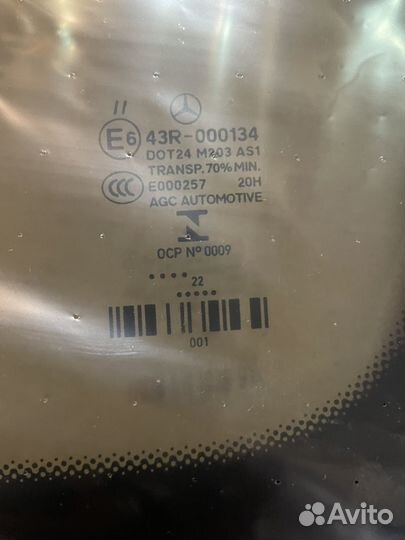 II
E6 43R-000134
DOT24 M203 AS1
TRANSP. 70% MIN.
CCC E000257 20H
AGC AUTOMOTIVE
N
OCP Nº 0009
..... 22
.....
001
Avito